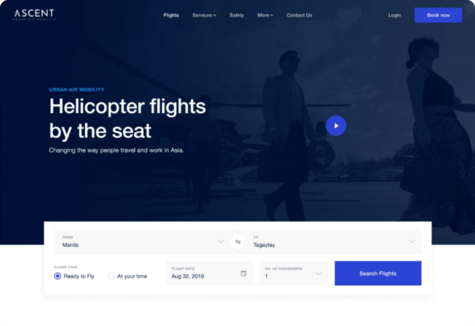 ASCENT
URBAN AIR MOBILITY
Flights
Services
Safety
More
Contact Us
Login
Book now
URBAN AIR MOBILITY
Helicopter flights
by the seat
Changing the way people travel and work in Asia.
FROM
Manila
TO
Tagaytay
FLIGHT TYPE
Ready to Fly
At your time
FLIGHT DATE
Aug 32, 2019
NO. OF PASSENGERS
1
Search Flights